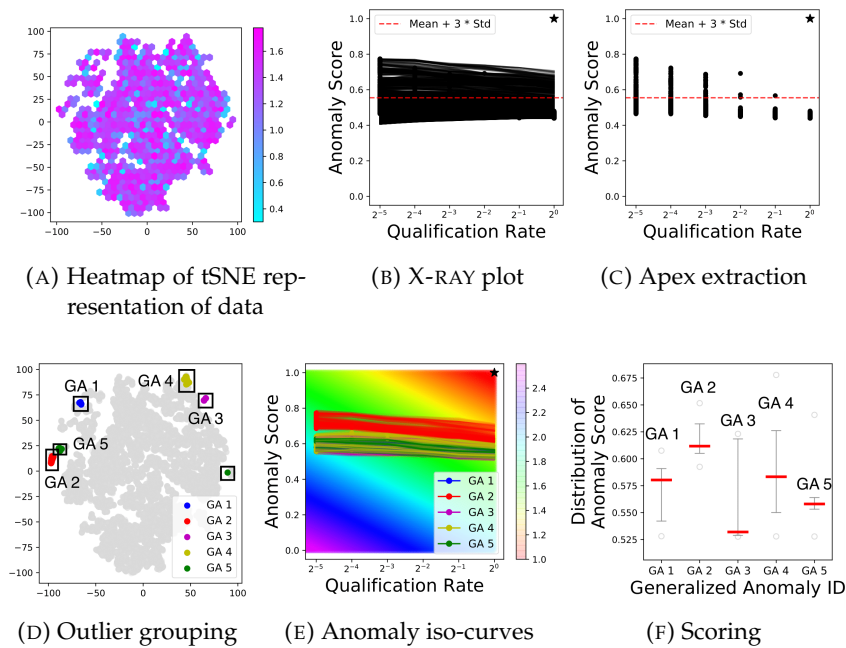 100
75
50
25
0
−25
−50
−75
−100
−100 −50 0 50 100
1.6
1.4
1.2
1.0
0.8
0.6
0.4
(A) Heatmap of tSNE rep-
resentation of data
Anomaly Score
1.0
0.8
0.6
0.4
0.2
0.0
Mean + 3 * Std
2⁻⁵ 2⁻⁴ 2⁻³ 2⁻² 2⁻¹ 2⁰
Qualification Rate
(B) X-RAY plot
Anomaly Score
1.0
0.8
0.6
0.4
0.2
0.0
Mean + 3 * Std
2⁻⁵ 2⁻⁴ 2⁻³ 2⁻² 2⁻¹ 2⁰
Qualification Rate
(C) Apex extraction
100
75
50
25
0
−25
−50
−75
−100
GA 1
GA 4
GA 3
GA 5
GA 2
GA 1
GA 2
GA 3
GA 4
GA 5
−100 −50 0 50 100
(D) Outlier grouping
Anomaly Score
1.0
0.8
0.6
0.4
0.2
0.0
GA 1
GA 2
GA 3
GA 4
GA 5
2⁻⁵ 2⁻⁴ 2⁻³ 2⁻² 2⁻¹ 2⁰
Qualification Rate
2.4
2.2
2.0
1.8
1.6
1.4
1.2
1.0
(E) Anomaly iso-curves
Distribution of
Anomaly Score
0.675
0.650
0.625
0.600
0.575
0.550
0.525
GA 1
GA 2
GA 3
GA 4
GA 5
GA 1 GA 2 GA 3 GA 4 GA 5
Generalized Anomaly ID
(F) Scoring